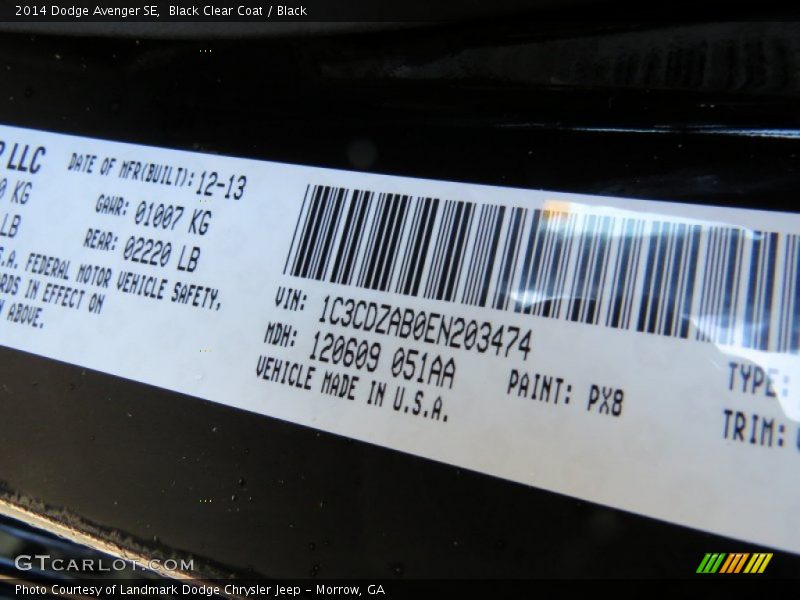 2014 Dodge Avenger SE,  Black Clear Coat / Black
P LLC
DATE OF MFR(BUILT): 12-13
0 KG
GAWR: 01007 KG
LB
REAR: 02220 LB
S.A. FEDERAL MOTOR VEHICLE SAFETY,
ARDS IN EFFECT ON
ABOVE.
VIN: 1C3CDZAB0EN203474
MDH: 120609 051AA
VEHICLE MADE IN U.S.A.
PAINT: PX8
TYPE:
TRIM:
GTCARLOT.COM
Photo Courtesy of Landmark Dodge Chrysler Jeep - Morrow, GA